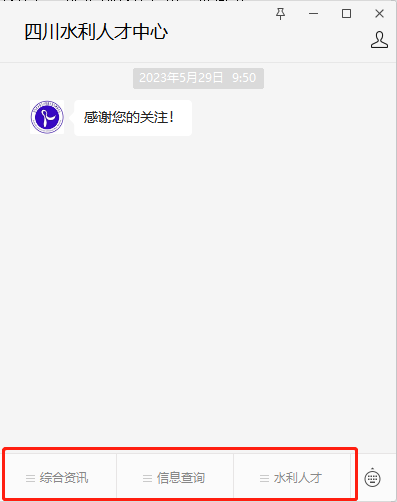 四川水利人才中心
2023年5月29日 9:50
感谢您的关注！
综合资讯
信息查询
水利人才